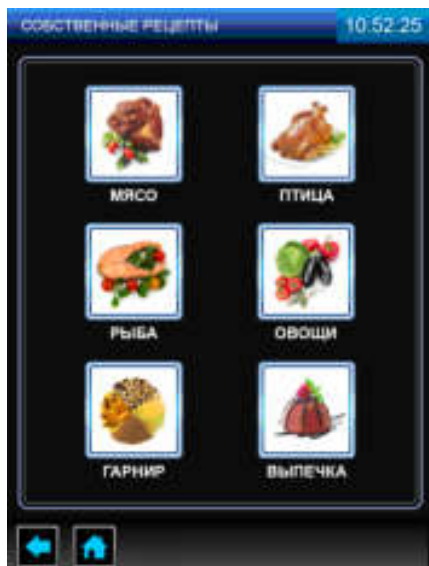 СОБСТВЕННЫЕ РЕЦЕПТЫ 10:52:25
МЯСО ПТИЦА
РЫБА ОВОЩИ
ГАРНИР ВЫПЕЧКА